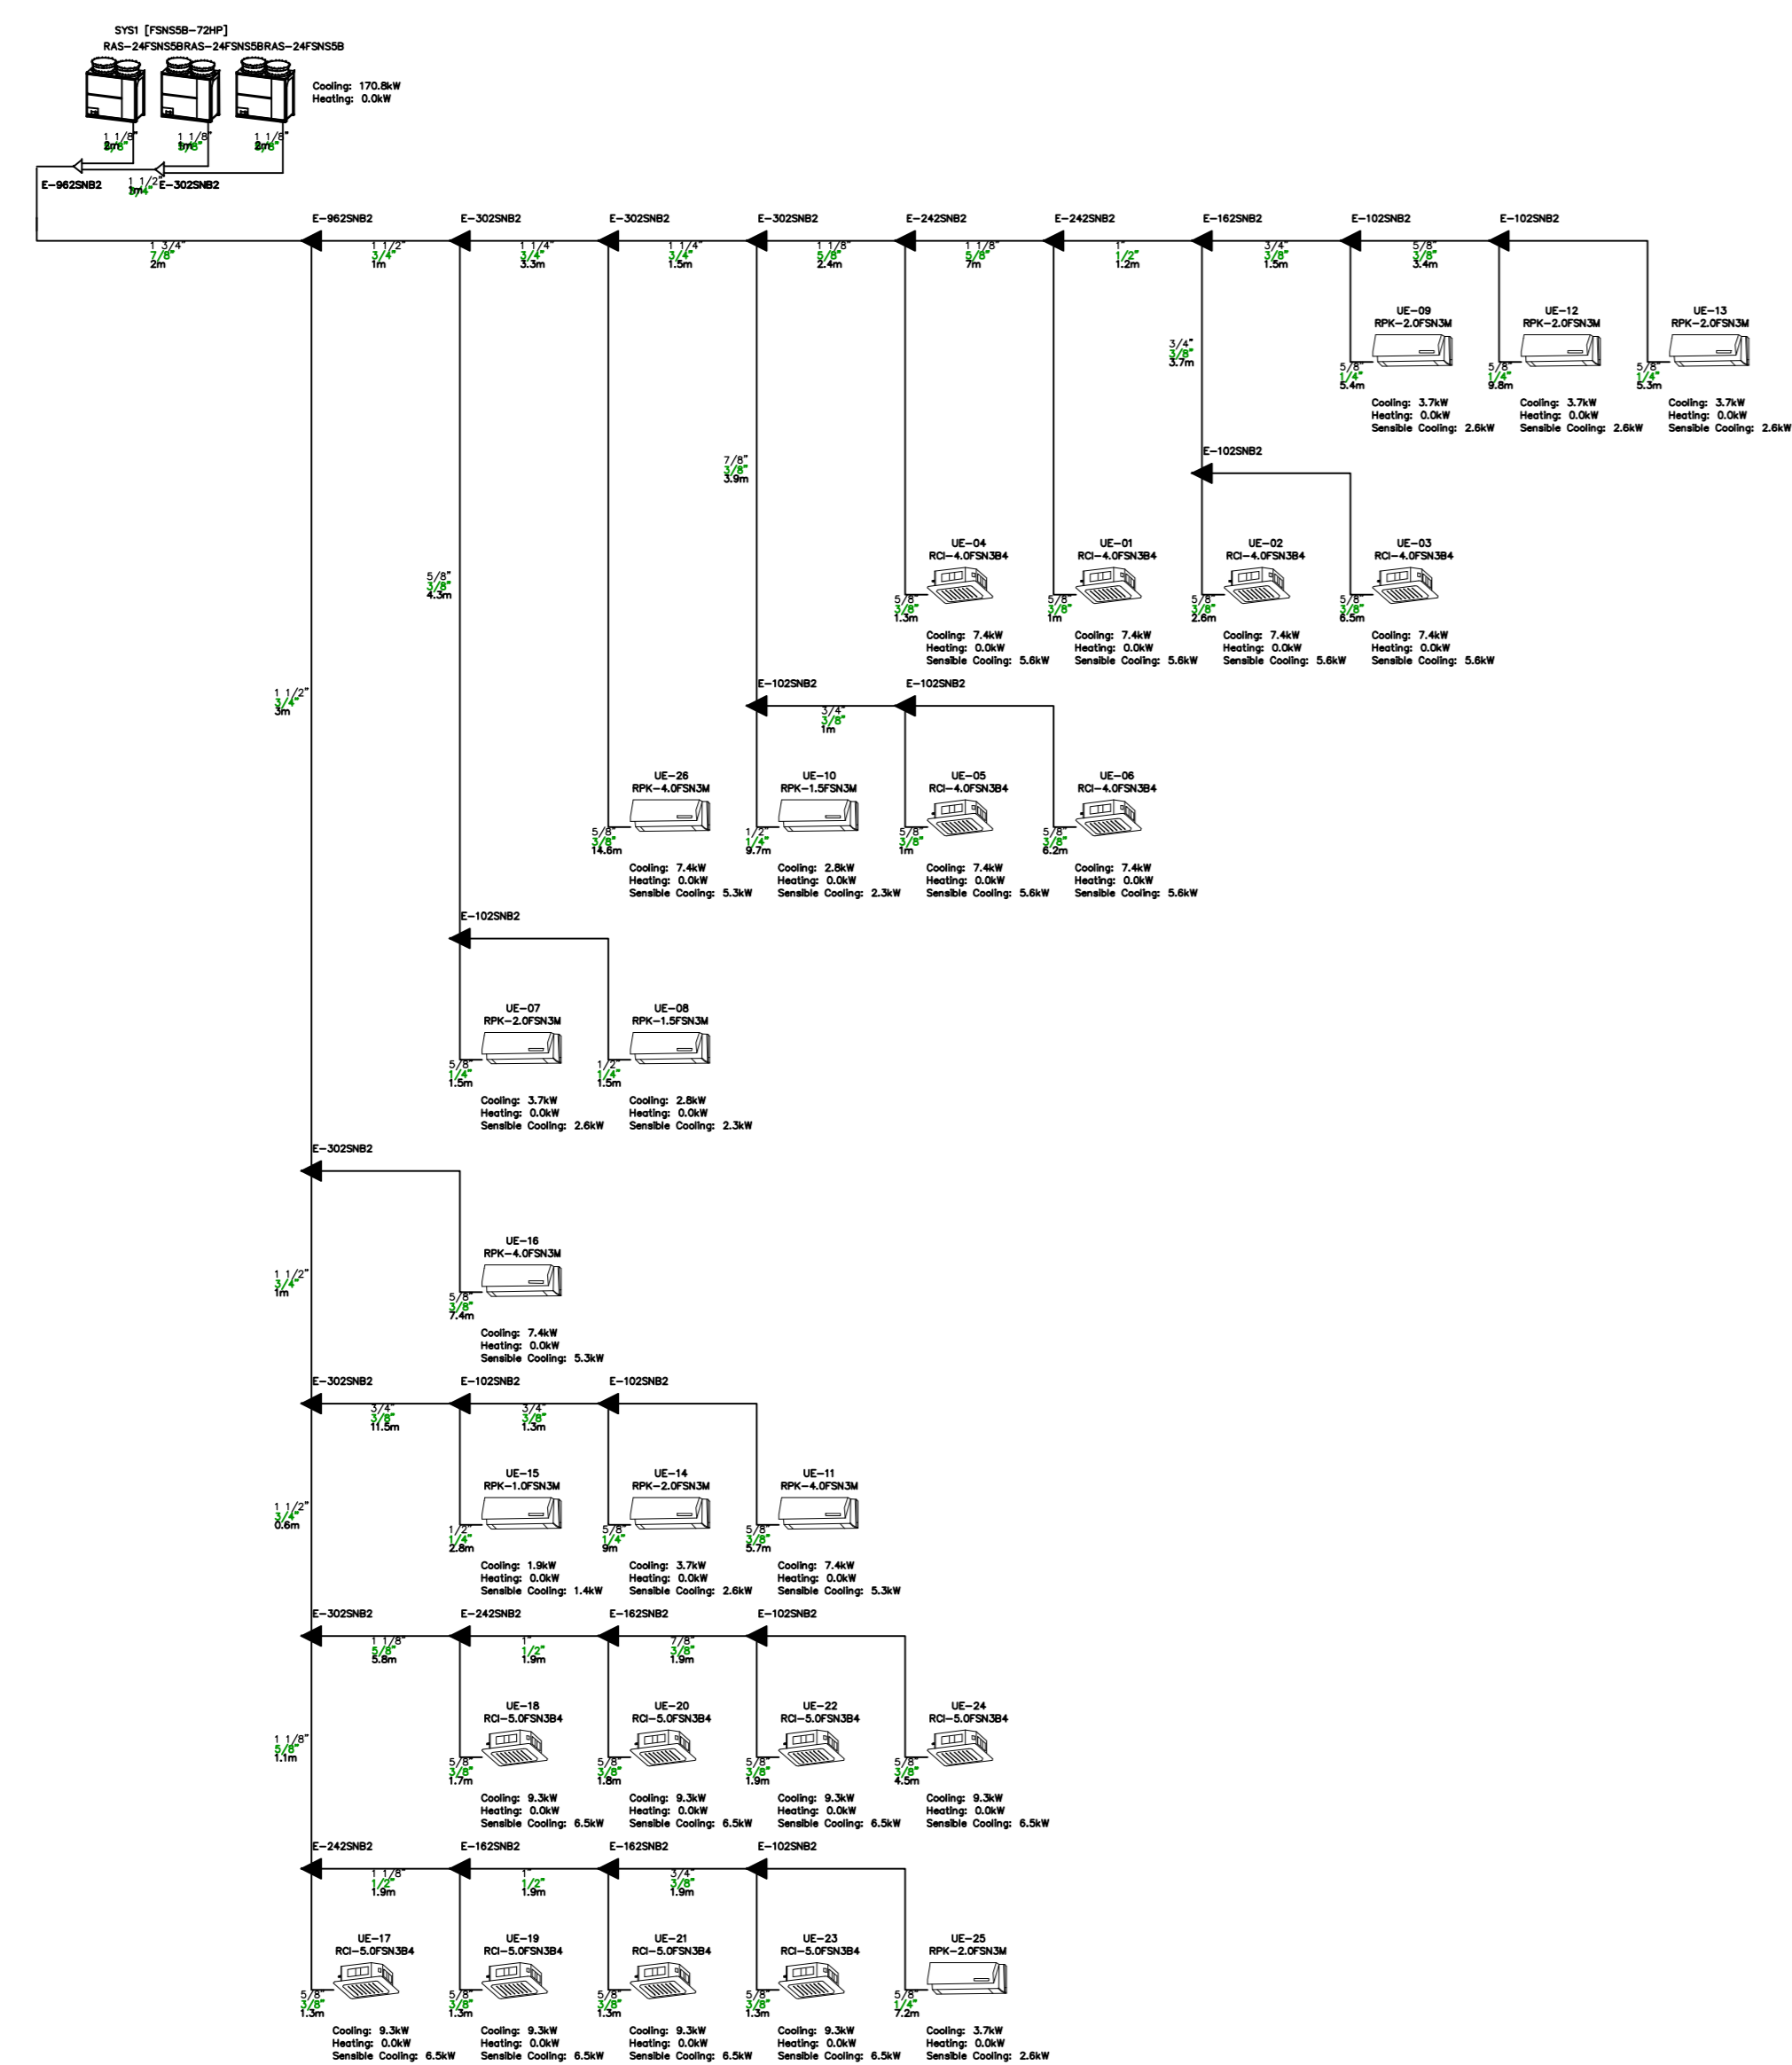 SYS1 [FSNS5B-72HP]
RAS-24FSNS5BRAS-24FSNS5BRAS-24FSNS5B
Cooling: 170.8kW
Heating: 0.0kW
1 1/8" 1 1/8" 1 1/8"
2m 1m 2m
E-962SNB2 1 1/2" E-302SNB2
3/4"
1m
E-962SNB2 E-302SNB2 E-302SNB2 E-302SNB2 E-242SNB2 E-242SNB2 E-162SNB2 E-102SNB2 E-102SNB2
1 3/4" 1 1/2" 1 1/4" 1 1/4" 1 1/8" 1 1/8" 1" 3/4" 5/8"
7/8" 3/4" 3/4" 3/4" 5/8" 5/8" 1/2" 3/8" 3/8"
2m 1m 3.3m 1.5m 2.4m 7m 1.2m 1.5m 3.4m
UE-09 UE-12 UE-13
RPK-2.0FSN3M RPK-2.0FSN3M RPK-2.0FSN3M
3/4"
3/8"
3.7m
5/8" 5/8" 5/8"
1/4" 1/4" 1/4"
5.4m 9.8m 5.3m
Cooling: 3.7kW Cooling: 3.7kW Cooling: 3.7kW
Heating: 0.0kW Heating: 0.0kW Heating: 0.0kW
Sensible Cooling: 2.6kW Sensible Cooling: 2.6kW Sensible Cooling: 2.6kW
E-102SNB2
7/8"
3/8"
3.9m
UE-04 UE-01 UE-02 UE-03
RCI-4.0FSN3B4 RCI-4.0FSN3B4 RCI-4.0FSN3B4 RCI-4.0FSN3B4
5/8"
3/8"
4.3m
5/8" 5/8" 5/8" 5/8"
3/8" 3/8" 3/8" 3/8"
1.3m 1m 2.6m 6.5m
Cooling: 7.4kW Cooling: 7.4kW Cooling: 7.4kW Cooling: 7.4kW
Heating: 0.0kW Heating: 0.0kW Heating: 0.0kW Heating: 0.0kW
Sensible Cooling: 5.6kW Sensible Cooling: 5.6kW Sensible Cooling: 5.6kW Sensible Cooling: 5.6kW
E-102SNB2 E-102SNB2
1 1/2"
3/4"
3m
3/4"
3/8"
1m
UE-26 UE-10 UE-05 UE-06
RPK-4.0FSN3M RPK-1.5FSN3M RCI-4.0FSN3B4 RCI-4.0FSN3B4
5/8" 1/2" 5/8" 5/8"
3/8" 1/4" 3/8" 3/8"
14.6m 9.7m 1m 6.2m
Cooling: 7.4kW Cooling: 2.8kW Cooling: 7.4kW Cooling: 7.4kW
Heating: 0.0kW Heating: 0.0kW Heating: 0.0kW Heating: 0.0kW
Sensible Cooling: 5.3kW Sensible Cooling: 2.3kW Sensible Cooling: 5.6kW Sensible Cooling: 5.6kW
E-102SNB2
UE-07 UE-08
RPK-2.0FSN3M RPK-1.5FSN3M
5/8" 1/2"
1/4" 1/4"
1.5m 1.5m
Cooling: 3.7kW Cooling: 2.8kW
Heating: 0.0kW Heating: 0.0kW
Sensible Cooling: 2.6kW Sensible Cooling: 2.3kW
E-302SNB2
UE-16
RPK-4.0FSN3M
1 1/2"
3/4"
1m
5/8"
3/8"
7.4m
Cooling: 7.4kW
Heating: 0.0kW
Sensible Cooling: 5.3kW
E-302SNB2 E-102SNB2 E-102SNB2
3/4" 3/4"
3/8" 3/8"
11.5m 1.3m
UE-15 UE-14 UE-11
RPK-1.0FSN3M RPK-2.0FSN3M RPK-4.0FSN3M
1 1/2"
3/4"
0.6m
1/2" 5/8" 5/8"
1/4" 1/4" 3/8"
2.8m 9m 5.7m
Cooling: 1.9kW Cooling: 3.7kW Cooling: 7.4kW
Heating: 0.0kW Heating: 0.0kW Heating: 0.0kW
Sensible Cooling: 1.4kW Sensible Cooling: 2.6kW Sensible Cooling: 5.3kW
E-302SNB2 E-242SNB2 E-162SNB2 E-102SNB2
1 1/8" 1" 7/8"
5/8" 1/2" 3/8"
5.8m 1.9m 1.9m
UE-18 UE-20 UE-22 UE-24
RCI-5.0FSN3B4 RCI-5.0FSN3B4 RCI-5.0FSN3B4 RCI-5.0FSN3B4
1 1/8"
5/8"
1.1m
5/8" 5/8" 5/8" 5/8"
3/8" 3/8" 3/8" 3/8"
1.7m 1.8m 1.9m 4.5m
Cooling: 9.3kW Cooling: 9.3kW Cooling: 9.3kW Cooling: 9.3kW
Heating: 0.0kW Heating: 0.0kW Heating: 0.0kW Heating: 0.0kW
Sensible Cooling: 6.5kW Sensible Cooling: 6.5kW Sensible Cooling: 6.5kW Sensible Cooling: 6.5kW
E-242SNB2 E-162SNB2 E-162SNB2 E-102SNB2
1 1/8" 1" 3/4"
1/2" 1/2" 3/8"
1.9m 1.9m 1.9m
UE-17 UE-19 UE-21 UE-23 UE-25
RCI-5.0FSN3B4 RCI-5.0FSN3B4 RCI-5.0FSN3B4 RCI-5.0FSN3B4 RPK-2.0FSN3M
5/8" 5/8" 5/8" 5/8" 5/8"
3/8" 3/8" 3/8" 3/8" 1/4"
1.3m 1.3m 1.3m 1.3m 7.2m
Cooling: 9.3kW Cooling: 9.3kW Cooling: 9.3kW Cooling: 9.3kW Cooling: 3.7kW
Heating: 0.0kW Heating: 0.0kW Heating: 0.0kW Heating: 0.0kW Heating: 0.0kW
Sensible Cooling: 6.5kW Sensible Cooling: 6.5kW Sensible Cooling: 6.5kW Sensible Cooling: 6.5kW Sensible Cooling: 2.6kW